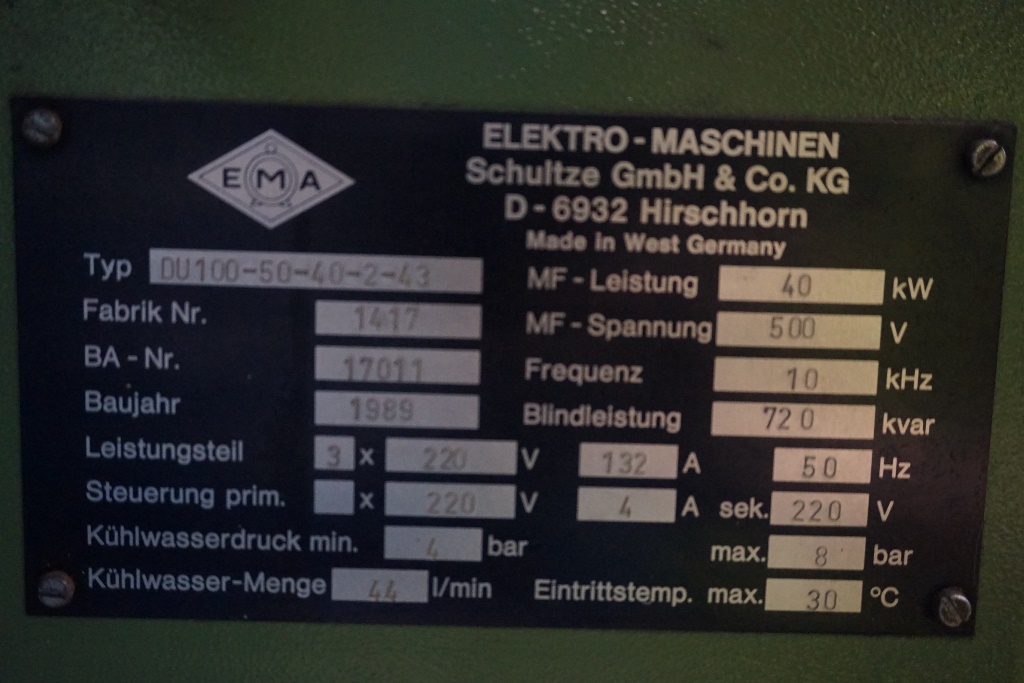 EMA
ELEKTRO-MASCHINEN
Schultze GmbH & Co. KG
D-6932 Hirschhorn
Made in West Germany
Typ DU100-50-40-2-43
MF-Leistung 40 kW
Fabrik Nr. 1417
MF-Spannung 500 V
BA-Nr. 17011
Frequenz 10 kHz
Baujahr 1989
Blindleistung 720 kvar
Leistungsteil 3 x 220 V 132 A 50 Hz
Steuerung prim. x 220 V 4 A sek. 220 V
Kühlwasserdruck min. 4 bar max. 8 bar
Kühlwasser-Menge 44 l/min Eintrittstemp. max. 30 °C